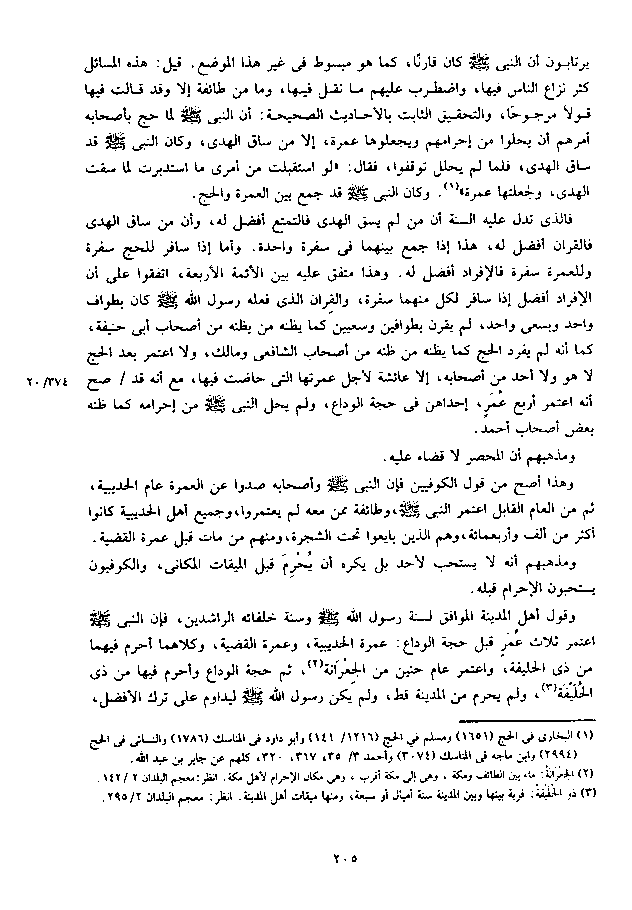 يرتابون أن النبى ﷺ كان قارنًا، كما هو مبسوط فى غير هذا الموضع. قيل: هذه المسائل
كثر نزاع الناس فيها، واضطرب عليهم ما نقل فيها، وما من طائفة إلا وقد قالت فيها
قولاً مرجوحًا، والتحقيق الثابت بالأحاديث الصحيحة: أن النبى ﷺ لما حج بأصحابه
أمرهم أن يحلوا من إحرامهم ويجعلوها عمرة، إلا من ساق الهدى، وكان النبى ﷺ قد
ساق الهدى، فلما لم يحلل توقفوا، فقال: «لو استقبلت من أمرى ما استدبرت لما سقت
الهدى، ولجعلتها عمرة»(١). وكان النبى ﷺ قد جمع بين العمرة والحج.
فالذى تدل عليه السنة أن من لم يسق الهدى فالتمتع أفضل له، وأن من ساق الهدى
فالقران أفضل له، هذا إذا جمع بينهما فى سفرة واحدة. وأما إذا سافر للحج سفرة
وللعمرة سفرة فالإفراد أفضل له. وهذا متفق عليه بين الأئمة الأربعة، اتفقوا على أن
الإفراد أفضل إذا سافر لكل منهما سفرة، والقِران الذى فعله رسول الله ﷺ كان بطواف
واحد وبسعى واحد، لم يقرن بطوافين وسعيين كما يظنه من يظنه من أصحاب أبى حنيفة،
كما أنه لم يفرد الحج كما يظنه من ظنه من أصحاب الشافعى ومالك، ولا اعتمر بعد الحج
٢٠/٣٧٤ لا هو ولا أحد من أصحابه، إلا عائشة لأجل عمرتها التى حاضت فيها، مع أنه قد / صح
أنه اعتمر أربع عُمَرٍ، إحداهن فى حجة الوداع، ولم يحل النبى ﷺ من إحرامه كما ظنه
بعض أصحاب أحمد.
ومذهبهم أن المحصر لا قضاء عليه.
وهذا أصح من قول الكوفيين فإن النبى ﷺ وأصحابه صدوا عن العمرة عام الحديبية،
ثم من العام القابل اعتمر النبى ﷺ، وطائفة ممن معه لم يعتمروا، وجميع أهل الحديبية كانوا
أكثر من ألف وأربعمائة، وهم الذين بايعوا تحت الشجرة، ومنهم من مات قبل عمرة القضية.
ومذهبهم أنه لا يستحب لأحد بل يكره أن يُحْرِمَ قبل الميقات المكانى، والكوفيون
يستحبون الإحرام قبله.
وقول أهل المدينة الموافق لسنة رسول الله ﷺ وسنة خلفائه الراشدين، فإن النبى ﷺ
اعتمر ثلاث عُمَرٍ قبل حجة الوداع: عمرة الحديبية، وعمرة القضية، وكلاهما أحرم فيهما
من ذى الحليفة، واعتمر عام حنين من الجِعْرَانة(٢)، ثم حجة الوداع وأحرم فيها من ذى
الحُلَيْفَة(٣)، ولم يحرم من المدينة قط، ولم يكن رسول الله ﷺ ليداوم على ترك الأفضل،
(١) البخارى فى الحج (١٦٥١) ومسلم فى الحج (١٢١٦/ ١٤١) وأبو داود فى المناسك (١٧٨٦) والنسائى فى الحج
(٢٩٩٤) وابن ماجه فى المناسك (٣٠٧٤) وأحمد ٣/ ٣٥، ٣٦٧، ٣٢٠، كلهم عن جابر بن عبد الله.
(٢) الجِعْرَانَةُ: ماء بين الطائف ومكة، وهى إلى مكة أقرب، وهى مكان الإحرام لأهل مكة. انظر: معجم البلدان ٢/ ١٤٢.
(٣) ذو الحُلَيْفَةُ: قرية بينها وبين المدينة ستة أميال أو سبعة، ومنها ميقات أهل المدينة. انظر: معجم البلدان ٢/ ٢٩٥.
٢٠٥